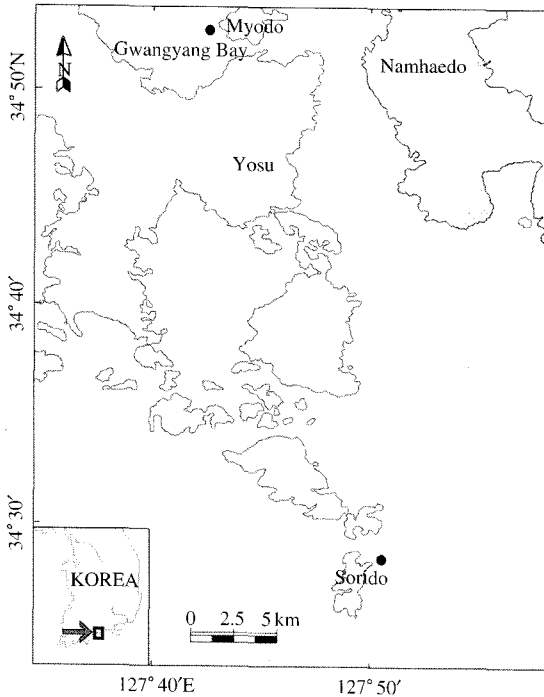 Myodo
Gwangyang Bay
Namhaedo
N
34°50′N
Yosu
34°40′
34°30′
KOREA
Sorido
0 2.5 5 km
127°40′E
127°50′